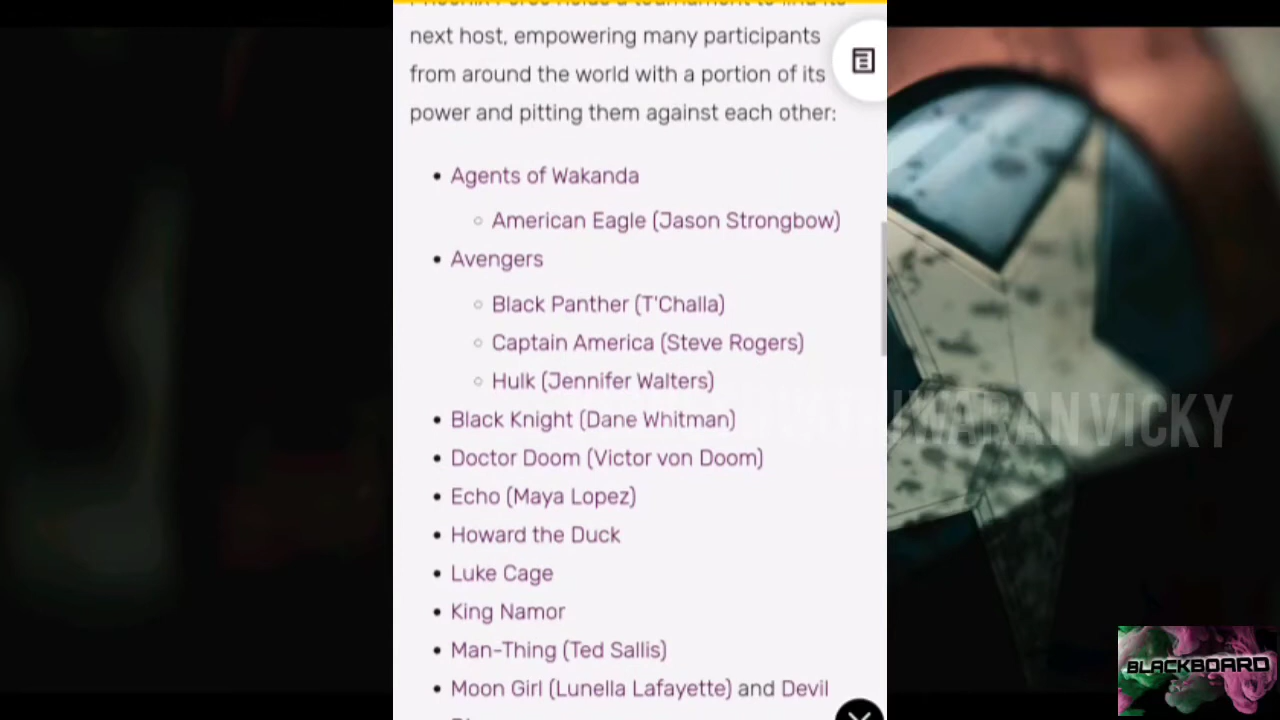 next host, empowering many participants
from around the world with a portion of its
power and pitting them against each other:
Agents of Wakanda
American Eagle (Jason Strongbow)
Avengers
Black Panther (T'Challa)
Captain America (Steve Rogers)
Hulk (Jennifer Walters)
Black Knight (Dane Whitman)
Doctor Doom (Victor von Doom)
Echo (Maya Lopez)
Howard the Duck
Luke Cage
King Namor
Man-Thing (Ted Sallis)
Moon Girl (Lunella Lafayette) and Devil
VICKY
BLACKBOARD